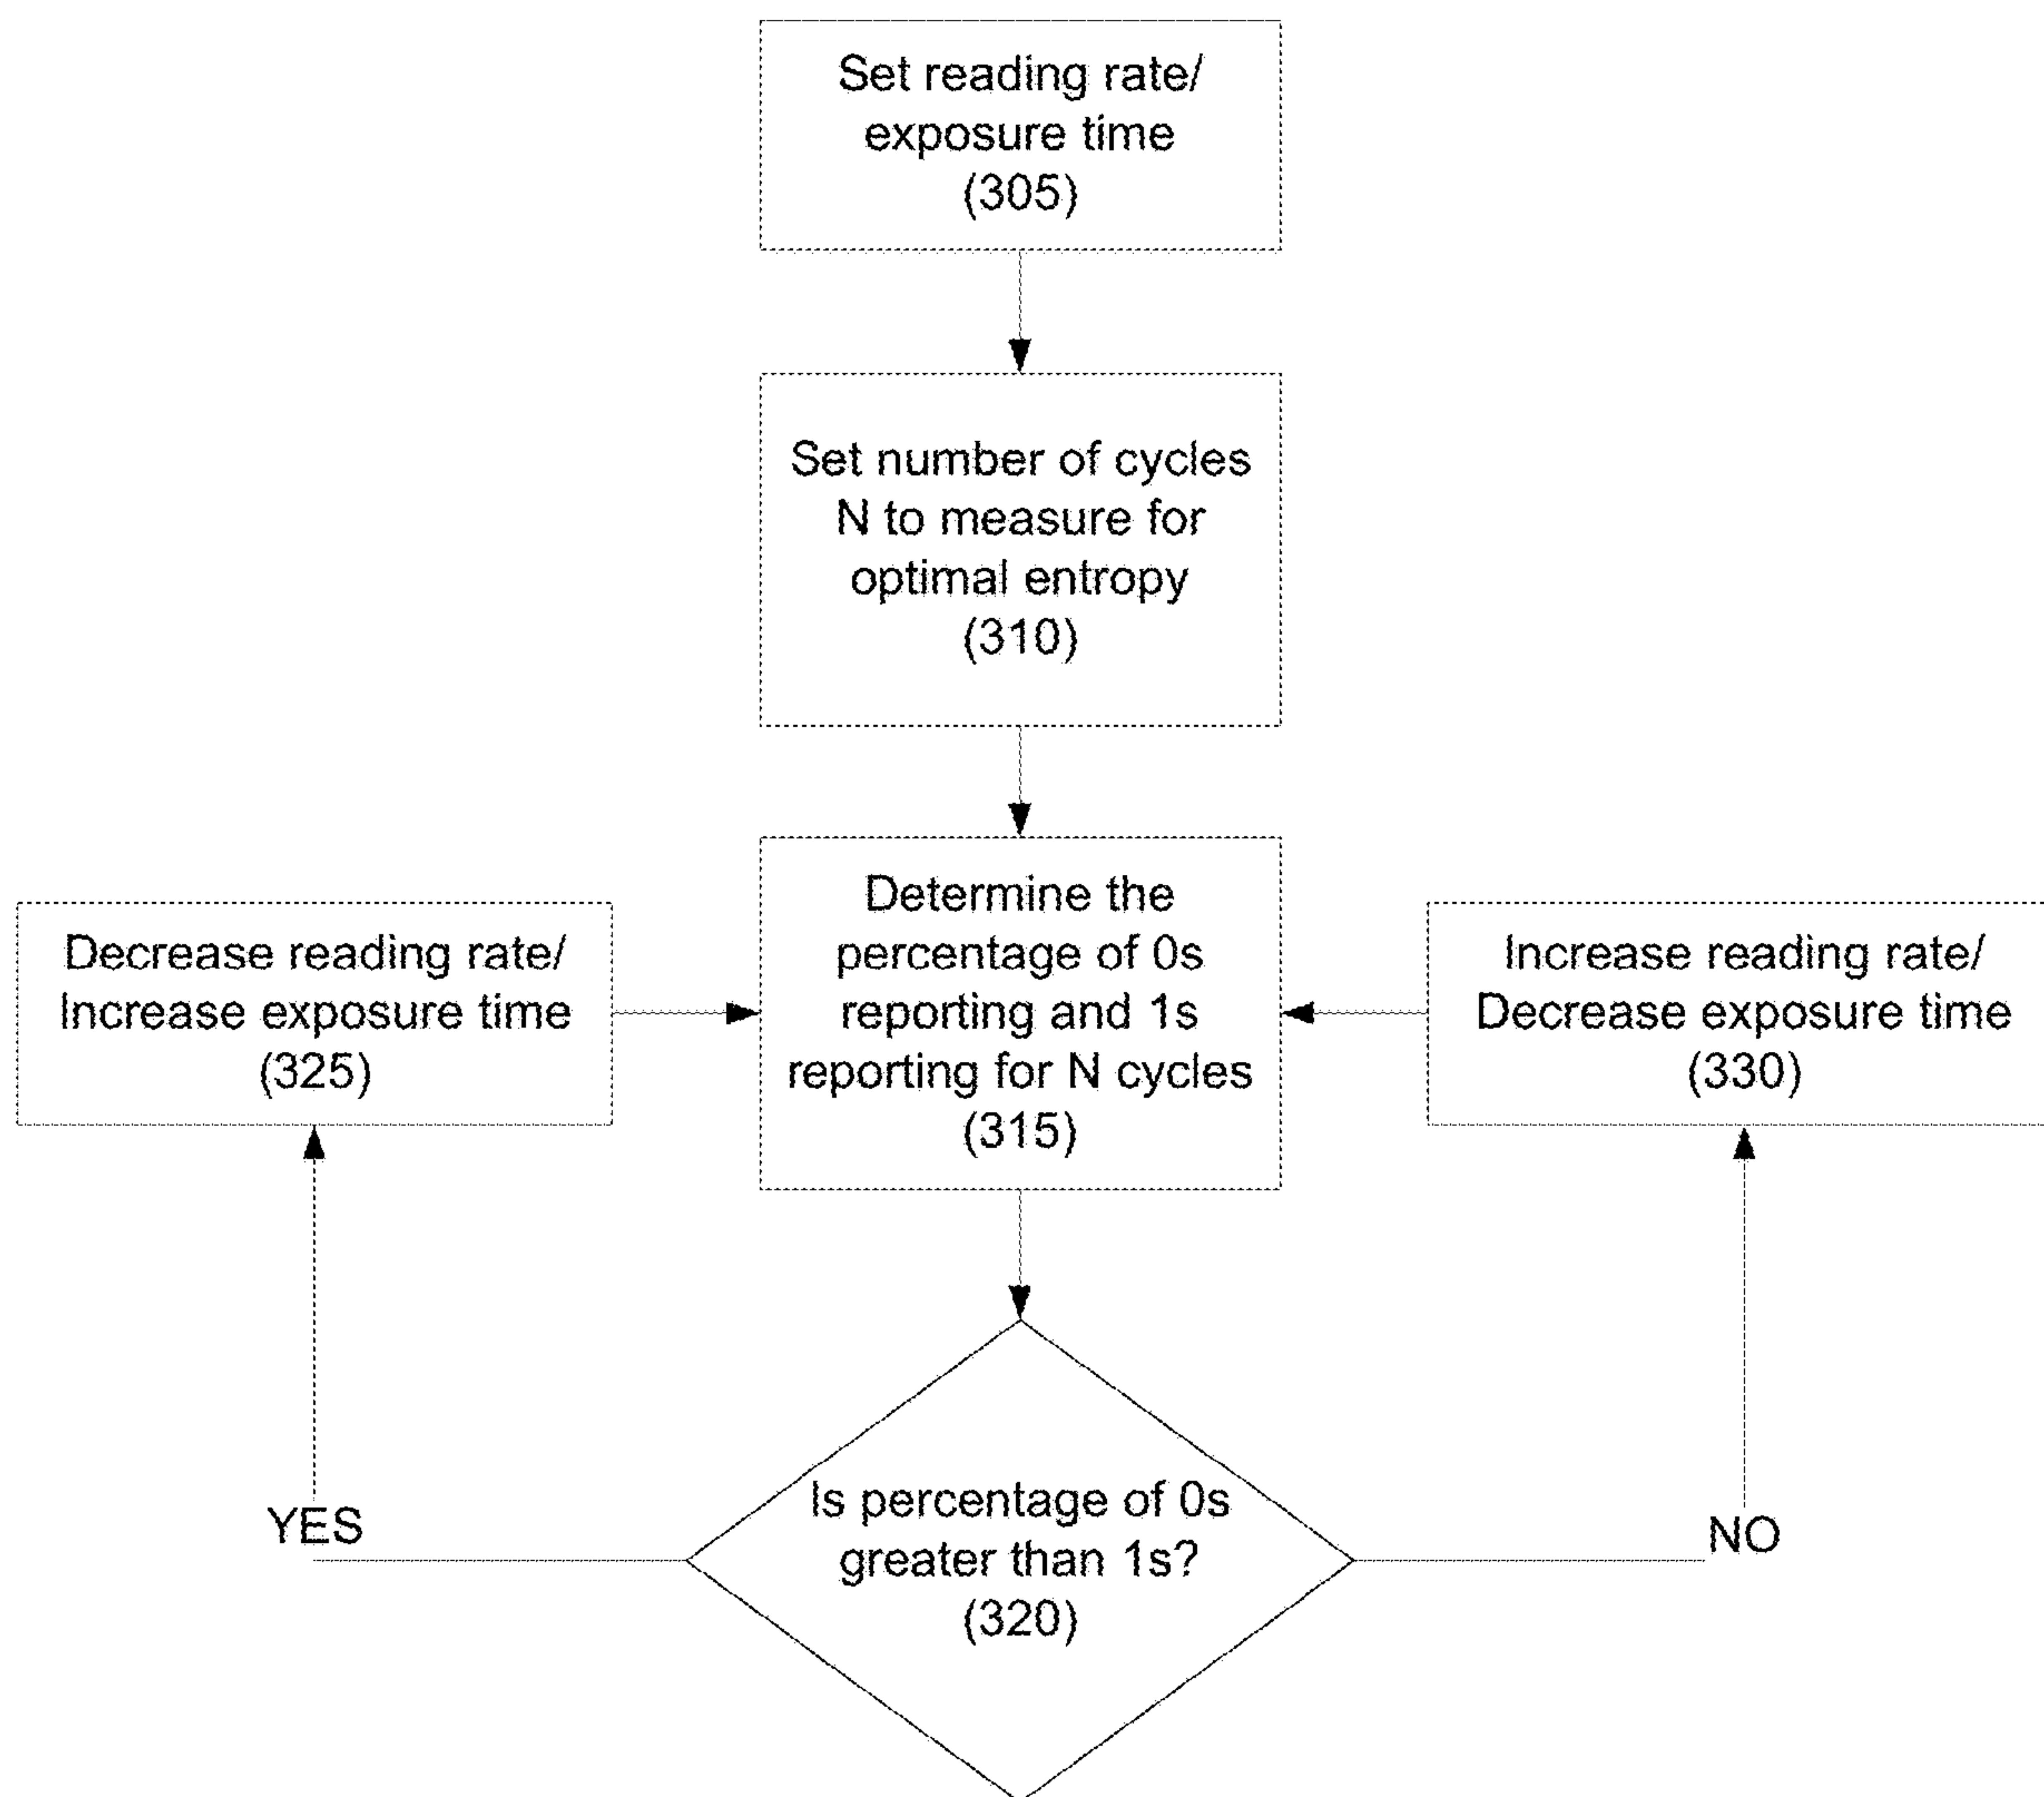 Set reading rate/
exposure time
(305)
Set number of cycles
N to measure for
optimal entropy
(310)
Decrease reading rate/
Increase exposure time
(325)
Determine the
percentage of 0s
reporting and 1s
reporting for N cycles
(315)
Increase reading rate/
Decrease exposure time
(330)
YES
Is percentage of 0s
greater than 1s?
(320)
NO